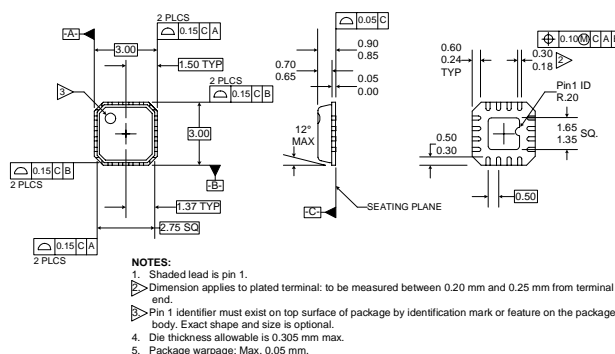 2 PLCS
0.15 C A
-A-
3.00
1.50 TYP
2 PLCS
0.15 C B
3
3.00
0.15 C B
2 PLCS
-B-
1.37 TYP
2.75 SQ
0.15 C A
2 PLCS
0.05 C
0.90
0.85
0.70
0.65
0.05
0.00
12°
MAX
-C-
SEATING PLANE
0.10 M C A
0.60
0.24
TYP
0.30
0.18
2
Pin1 ID
R.20
1.65
1.35
SQ.
0.50
0.30
0.50
NOTES:
1. Shaded lead is pin 1.
2 Dimension applies to plated terminal: to be measured between 0.20 mm and 0.25 mm from terminal
end.
3 Pin 1 identifier must exist on top surface of package by identification mark or feature on the package
body. Exact shape and size is optional.
4. Die thickness allowable is 0.305 mm max.
5. Package warpage: Max. 0.05 mm.